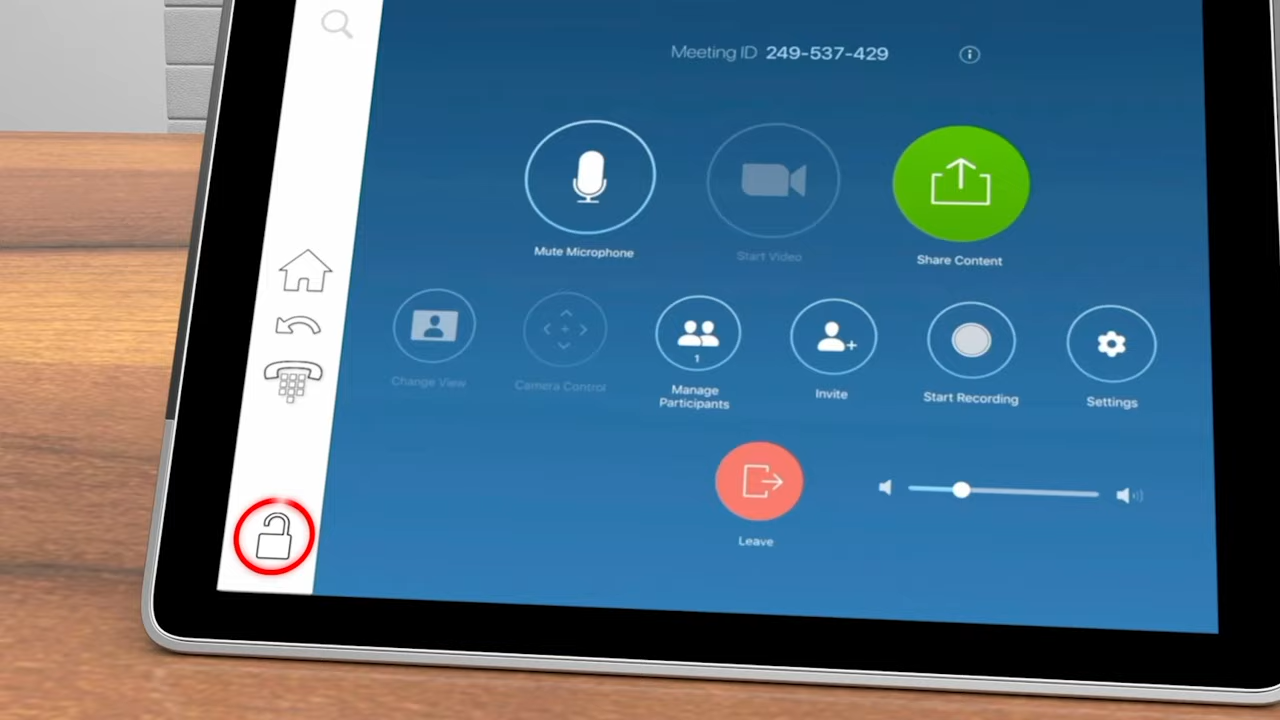 Meeting ID 249-537-429
Mute Microphone
Start Video
Share Content
Change View
Camera Control
1
Manage
Participants
Invite
Start Recording
Settings
Leave